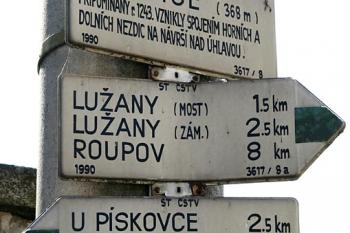 (368 m)
PŘIPOMÍNÁNY r. 1243. VZNIKLY SPOJENÍM HORNÍCH A
DOLNÍCH NEZDIC NA NÁVRŠÍ NAD ÚHLAVOU.
1990 3617/8
ST ČSTV
LUŽANY (MOST) 1.5 km
LUŽANY (ZÁM.) 2.5 km
ROUPOV 8 km
1990 3617/8a
ST ČSTV
U PÍSKOVCE 2.5 km